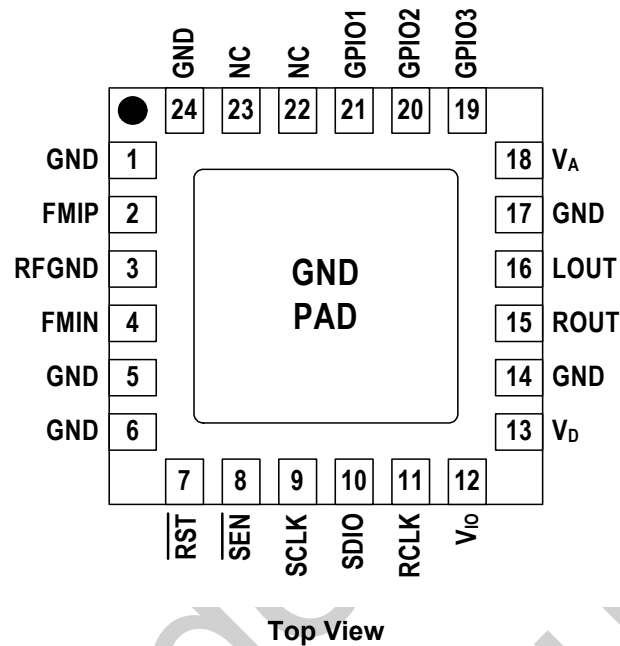 GND NC NC GPIO1 GPIO2 GPIO3
24 23 22 21 20 19
GND 1
FMIP 2
RFGND 3
FMIN 4
GND 5
GND 6
GND
PAD
18 VA
17 GND
16 LOUT
15 ROUT
14 GND
13 VD
7 8 9 10 11 12
RST SEN SCLK SDIO RCLK VIO
Top View